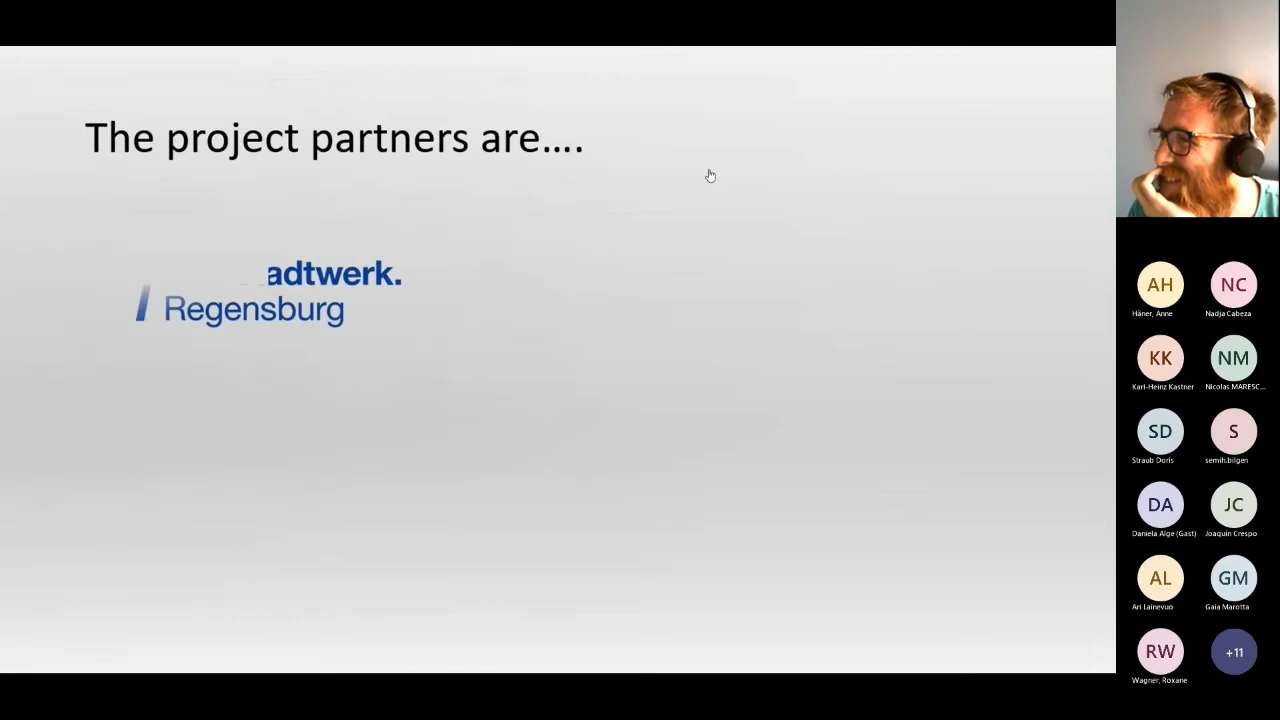 The project partners are....
adtwerk.
Regensburg
AH
Häner, Anne
NC
Nadja Cabeza
KK
Karl-Heinz Kastner
NM
Nicolas MARESC...
SD
Straub Doris
S
semih.bilgen
DA
Daniela Alge (Gast)
JC
Joaquin Crespo
AL
Ari Lainevuo
GM
Gaia Marotta
RW
Wagner, Roxane
+11